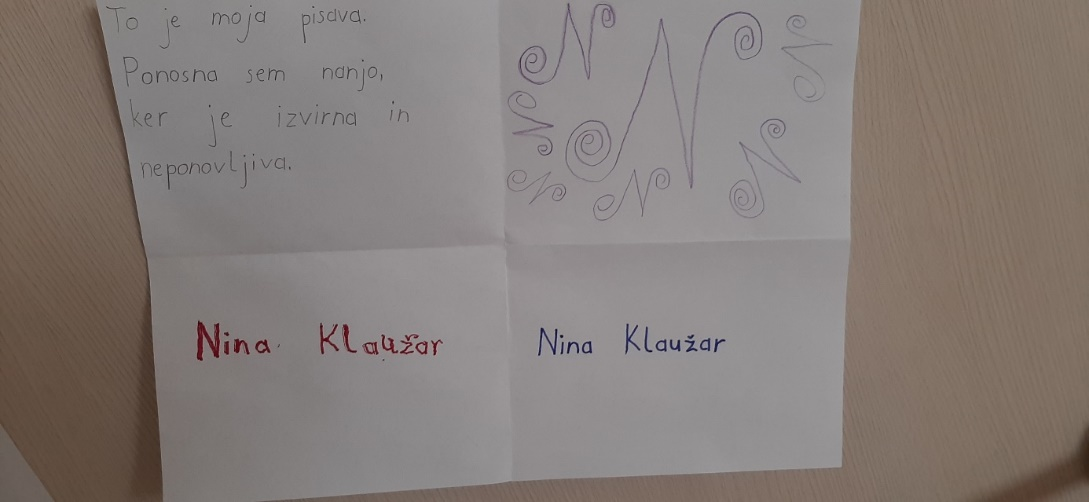 To je moja pisava.
Ponosna sem nanjo,
ker je izvirna in
neponovljiva.
N N N
N
N
N N N
Nina Klaužar
Nina Klaužar